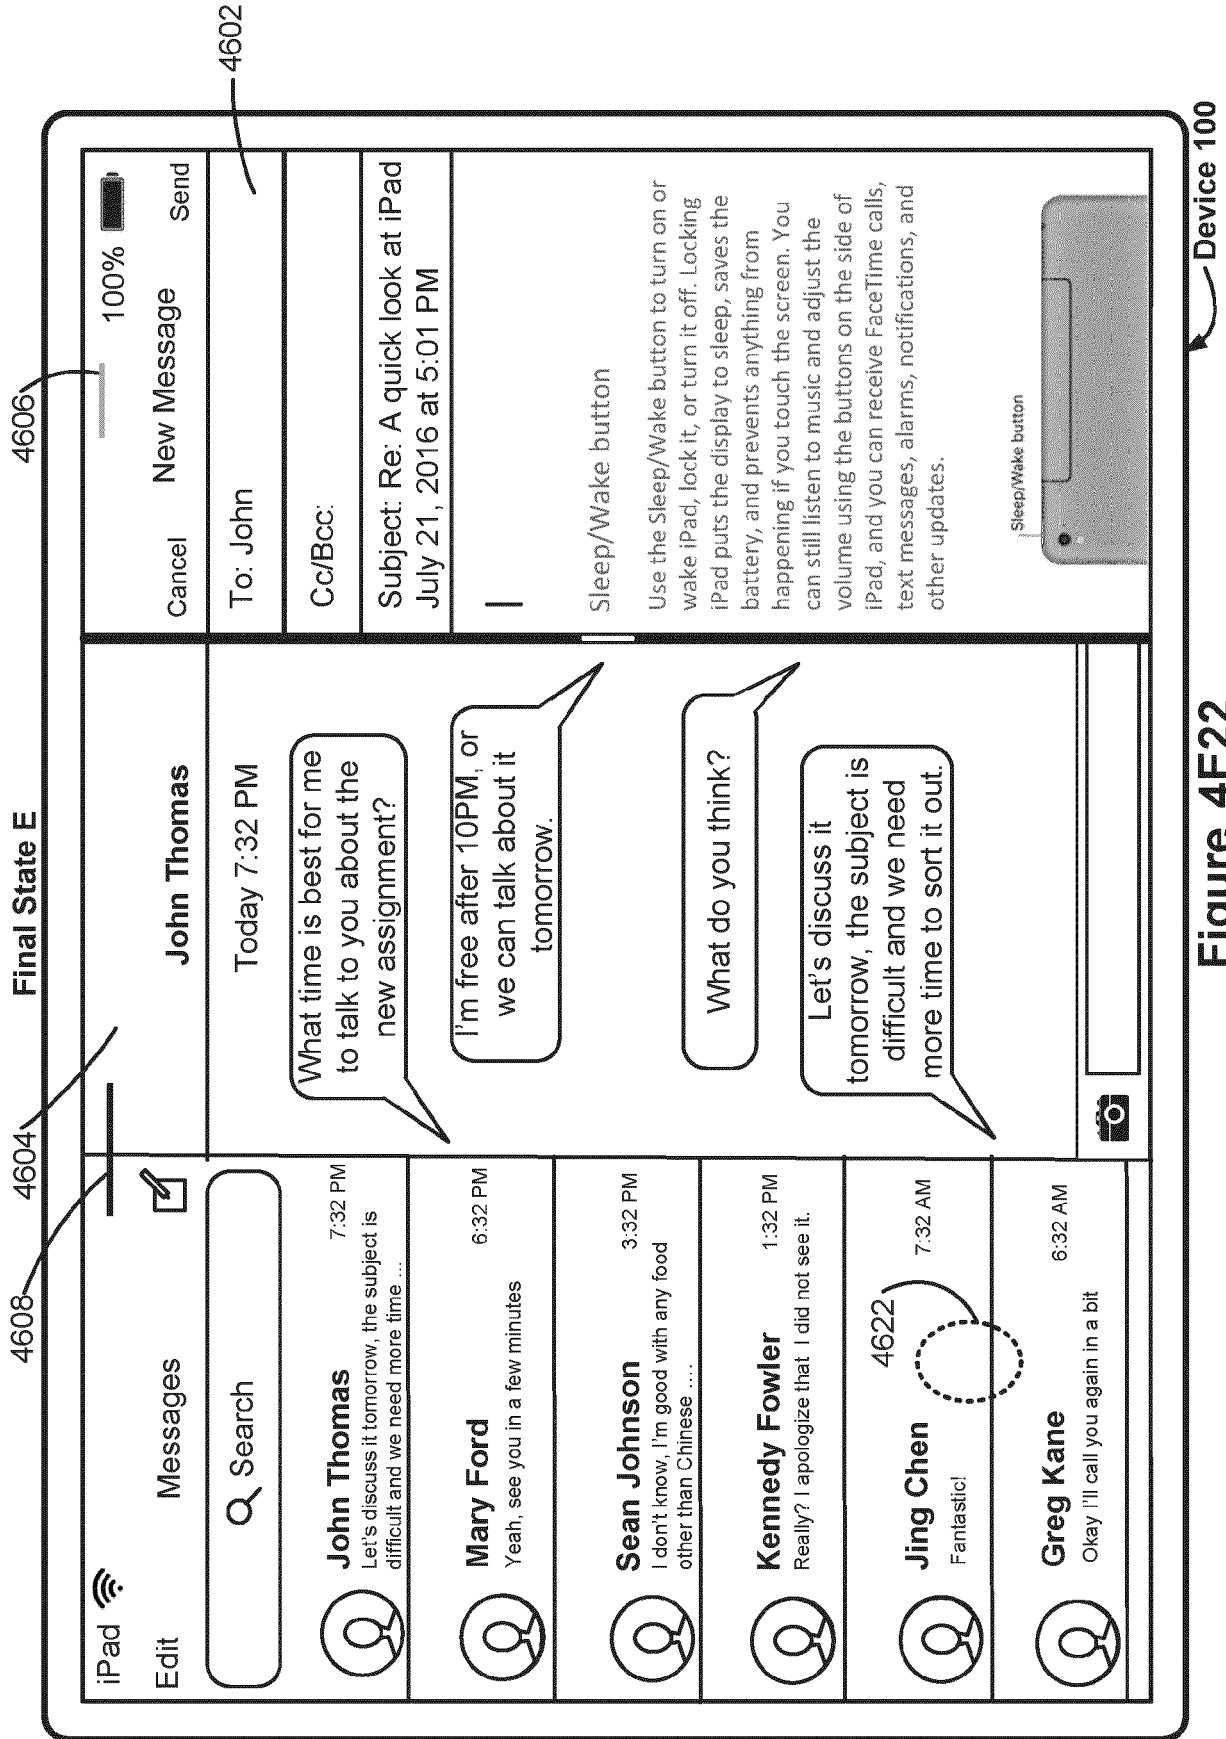 Final State E
4608
4604
4606
4602
iPad
100%
Edit
Messages
Search
John Thomas
7:32 PM
Let's discuss it tomorrow, the subject is
difficult and we need more time ...
Mary Ford
6:32 PM
Yeah, see you in a few minutes
Sean Johnson
3:32 PM
I don't know, I'm good with any food
other than Chinese ....
Kennedy Fowler
1:32 PM
Really? I apologize that I did not see it.
4622
Jing Chen
7:32 AM
Fantastic!
Greg Kane
6:32 AM
Okay I'll call you again in a bit
John Thomas
Today 7:32 PM
What time is best for me
to talk to you about the
new assignment?
I'm free after 10PM, or
we can talk about it
tomorrow.
What do you think?
Let's discuss it
tomorrow, the subject is
difficult and we need
more time to sort it out.
Cancel
New Message
Send
To: John
Cc/Bcc:
Subject: Re: A quick look at iPad
July 21, 2016 at 5:01 PM
Sleep/Wake button
Use the Sleep/Wake button to turn on or
wake iPad, lock it, or turn it off. Locking
iPad puts the display to sleep, saves the
battery, and prevents anything from
happening if you touch the screen. You
can still listen to music and adjust the
volume using the buttons on the side of
iPad, and you can receive FaceTime calls,
text messages, alarms, notifications, and
other updates.
Sleep/Wake button
Device 100
Figure 4F22